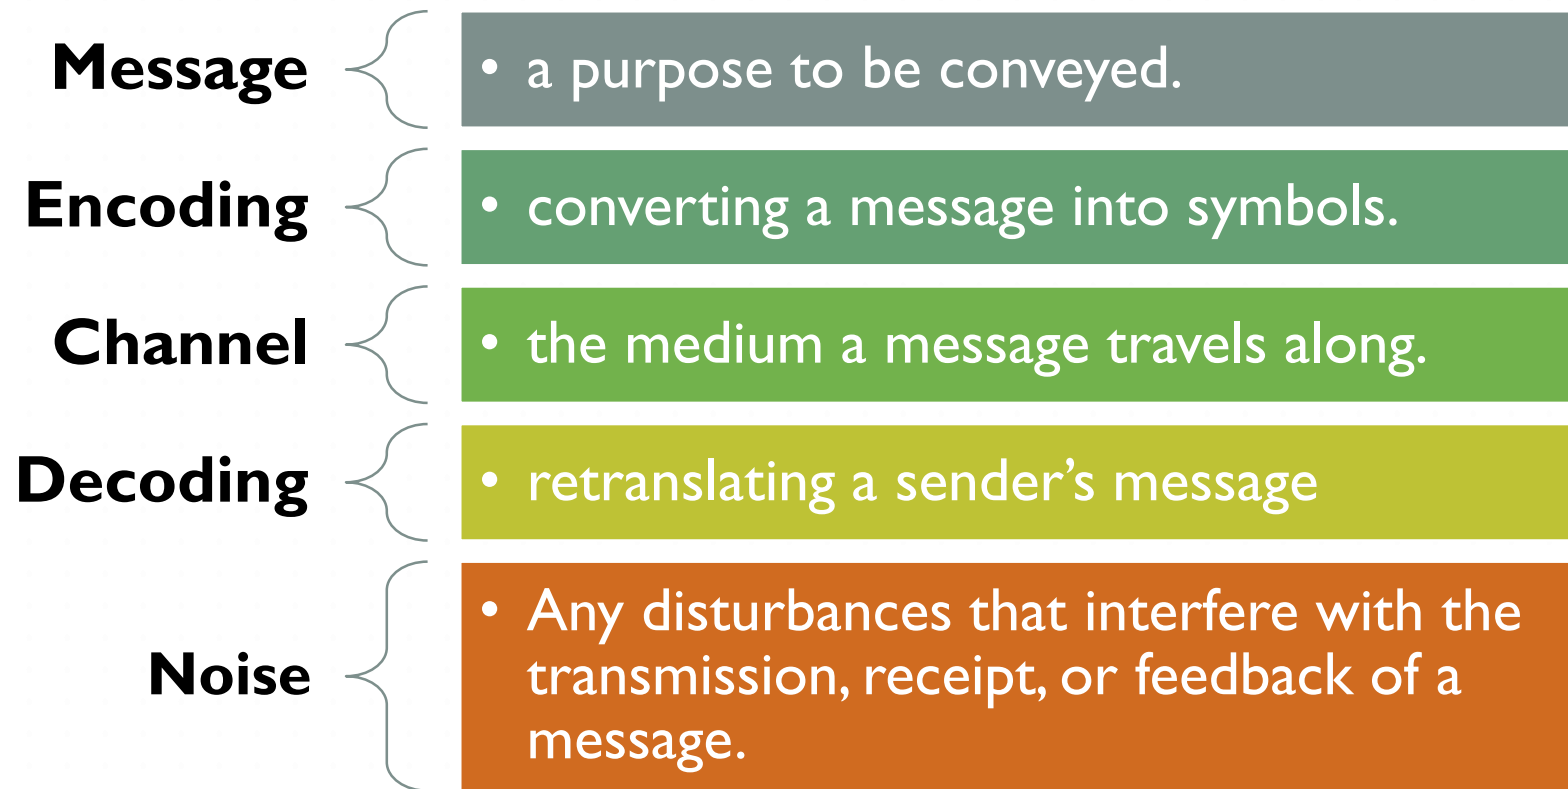 Message
• a purpose to be conveyed.
Encoding
• converting a message into symbols.
Channel
• the medium a message travels along.
Decoding
• retranslating a sender’s message
Noise
• Any disturbances that interfere with the
transmission, receipt, or feedback of a
message.